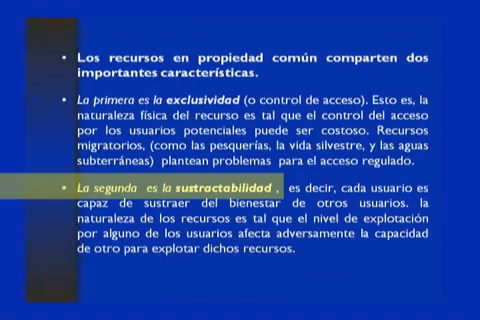 • Los recursos en propiedad común comparten dos
importantes características.
• La primera es la exclusividad (o control de acceso). Esto es, la
naturaleza física del recurso es tal que el control del acceso
por los usuarios potenciales puede ser costoso. Recursos
migratorios, (como las pesquerías, la vida silvestre, y las aguas
subterráneas) plantean problemas para el acceso regulado.
• La segunda es la sustractabilidad , es decir, cada usuario es
capaz de sustraer del bienestar de otros usuarios. la
naturaleza de los recursos es tal que el nivel de explotación
por alguno de los usuarios afecta adversamente la capacidad
de otro para explotar dichos recursos.